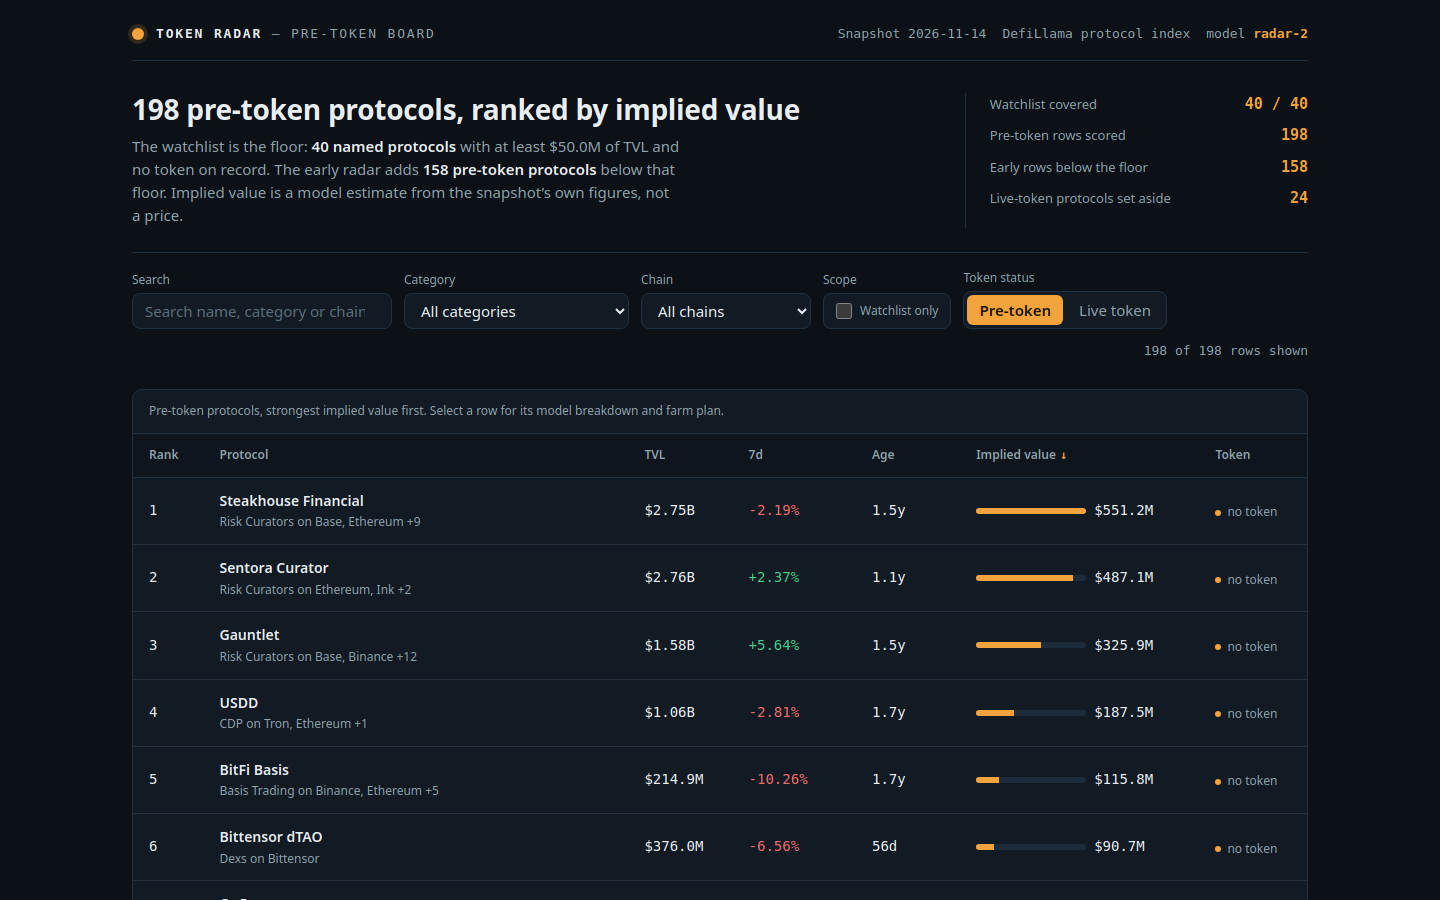 TOKEN RADAR — PRE-TOKEN BOARD
Snapshot 2026-11-14 DefiLlama protocol index model radar-2
198 pre-token protocols, ranked by implied value
The watchlist is the floor: 40 named protocols with at least $50.0M of TVL and
no token on record. The early radar adds 158 pre-token protocols below that
floor. Implied value is a model estimate from the snapshot’s own figures, not
a price.
Watchlist covered 40 / 40
Pre-token rows scored 198
Early rows below the floor 158
Live-token protocols set aside 24
Search
Category
Chain
Scope
Token status
Search name, category or chain
All categories
All chains
Watchlist only
Pre-token
Live token
198 of 198 rows shown
Pre-token protocols, strongest implied value first. Select a row for its model breakdown and farm plan.
Rank Protocol TVL 7d Age Implied value ↓ Token
1 Steakhouse Financial $2.75B -2.19% 1.5y $551.2M no token
Risk Curators on Base, Ethereum +9
2 Sentora Curator $2.76B +2.37% 1.1y $487.1M no token
Risk Curators on Ethereum, Ink +2
3 Gauntlet $1.58B +5.64% 1.5y $325.9M no token
Risk Curators on Base, Binance +12
4 USDD $1.06B -2.81% 1.7y $187.5M no token
CDP on Tron, Ethereum +1
5 BitFi Basis $214.9M -10.26% 1.7y $115.8M no token
Basis Trading on Binance, Ethereum +5
6 Bittensor dTAO $376.0M -6.56% 56d $90.7M no token
Dexs on Bittensor